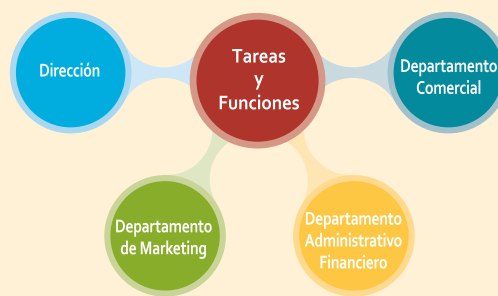 Dirección
Tareas
y
Funciones
Departamento
Comercial
Departamento
de Marketing
Departamento
Administrativo
Financiero